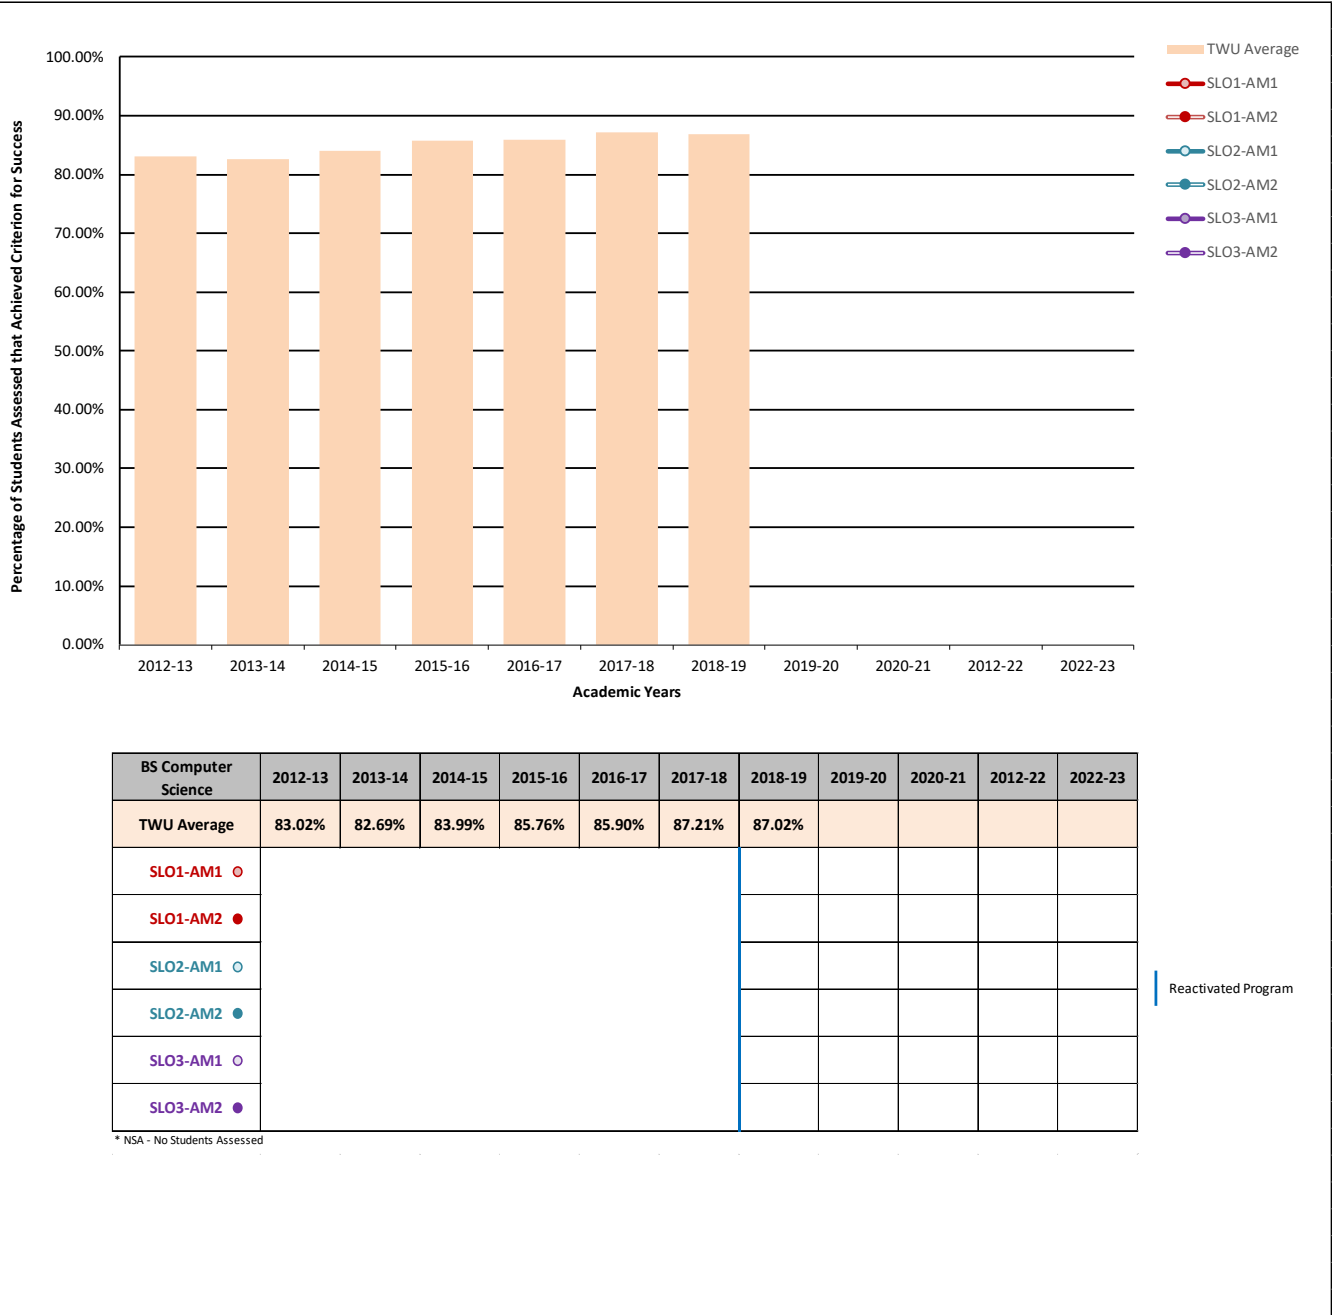 100.00%
90.00%
80.00%
70.00%
60.00%
50.00%
40.00%
30.00%
20.00%
10.00%
0.00%
Percentage of Students Assessed that Achieved Criterion for Success
2012-13 2013-14 2014-15 2015-16 2016-17 2017-18 2018-19 2019-20 2020-21 2012-22 2022-23
Academic Years
TWU Average
SLO1-AM1
SLO1-AM2
SLO2-AM1
SLO2-AM2
SLO3-AM1
SLO3-AM2
BS Computer
Science
2012-13 2013-14 2014-15 2015-16 2016-17 2017-18 2018-19 2019-20 2020-21 2012-22 2022-23
TWU Average 83.02% 82.69% 83.99% 85.76% 85.90% 87.21% 87.02%
SLO1-AM1
SLO1-AM2
SLO2-AM1
SLO2-AM2
SLO3-AM1
SLO3-AM2
Reactivated Program
* NSA - No Students Assessed